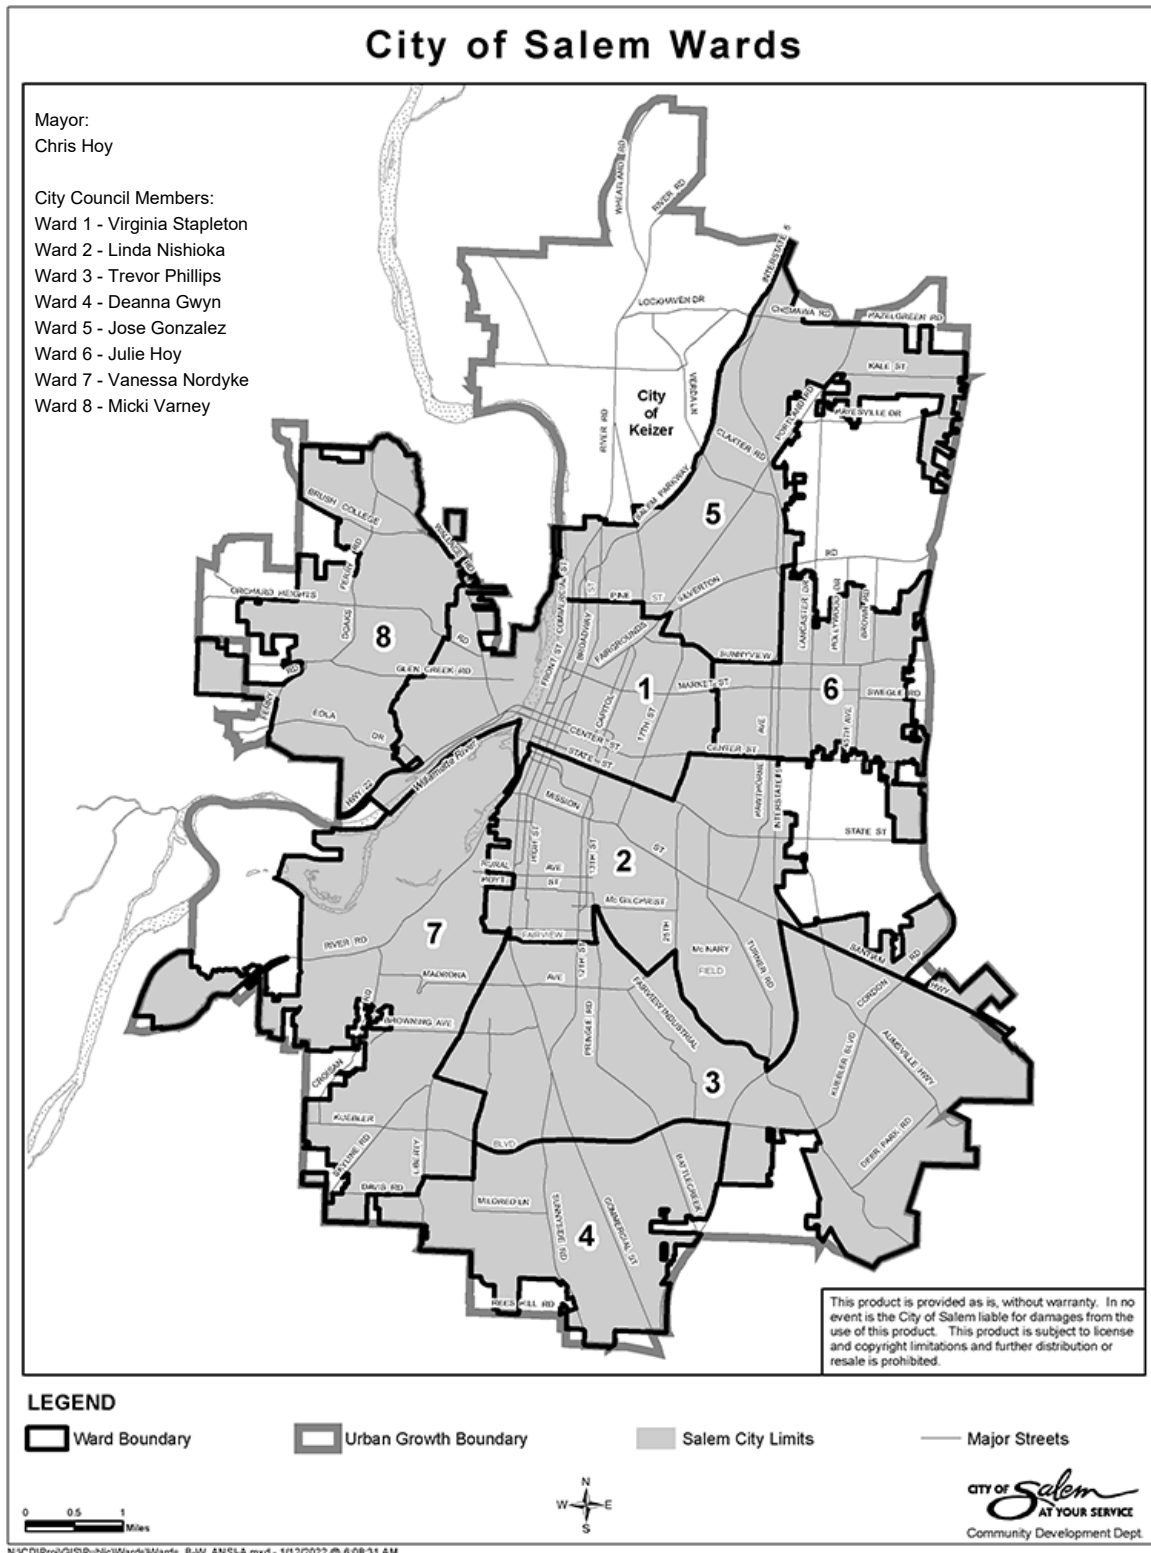 City of Salem Wards
Mayor:
Chris Hoy
City Council Members:
Ward 1 - Virginia Stapleton
Ward 2 - Linda Nishioka
Ward 3 - Trevor Phillips
Ward 4 - Deanna Gwyn
Ward 5 - Jose Gonzalez
Ward 6 - Julie Hoy
Ward 7 - Vanessa Nordyke
Ward 8 - Micki Varney
WHEATLAND RD
RIVER RD
INTERSTATE 5
LOCKHAVEN DR
CHEMAWA RD
HAZELGREEN RD
KALE ST
VERDA LN
City
of
Keizer
RIVER RD
PORTLAND RD
HAYESVILLE DR
CLAXTER RD
SALEM PARKWAY
5
BRUSH COLLEGE
WALLACE RD
RD
DOAKS FERRY RD
ORCHARD HEIGHTS
8
RD
GLEN CREEK RD
RD
COMMERCIAL ST
PINE ST
SILVERTON
RD
BROADWAY
ST
FAIRGROUNDS
FRONT ST
SUNNYVIEW
LANCASTER DR
HOLLYWOOD DR
BROWN RD
1
MARKET ST
6
SWEGLE RD
CAPITOL
17TH ST
45TH AVE
FERRY
EOLA
DR
HWY 22
Willamette River
CENTER ST
STATE ST
CENTER ST
AVE
HAWTHORNE
INTERSTATE 5
MISSION
ST
STATE ST
HIGH ST
13TH ST
2
RURAL
AVE
HOYT
ST
McGILCHRIST
25TH
7
FAIRVIEW
RIVER RD
12TH ST
McNARY
FIELD
TURNER RD
SANTIAM
HWY
CORDON
RD
MADRONA
AVE
FAIRVIEW INDUSTRIAL
BROWNING AVE
RD
PRINGLE RD
CROISAN
3
KUEBLER BLVD
AUMSVILLE HWY
KUEBLER
BLVD
SKYLINE RD
LIBERTY
DEER PARK RD
DAVIS RD
MILDRED LN
BATTLECREEK
SUNNYSIDE RD
COMMERCIAL ST
4
REES HILL RD
This product is provided as is, without warranty. In no
event is the City of Salem liable for damages from the
use of this product. This product is subject to license
and copyright limitations and further distribution or
resale is prohibited.
LEGEND
Ward Boundary
Urban Growth Boundary
Salem City Limits
Major Streets
N
W
E
S
0
0.5
1
Miles
CITY OF Salem
AT YOUR SERVICE
Community Development Dept.